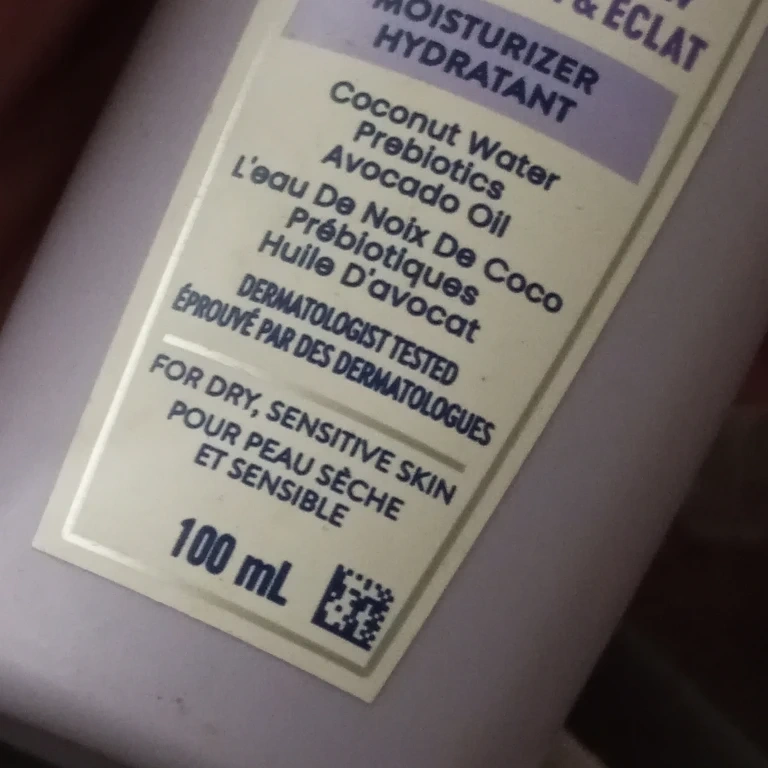 & ÉCLAT
MOISTURIZER
HYDRATANT
Coconut Water
Prebiotics
Avocado Oil
L'eau De Noix De Coco
Prébiotiques
Huile D'avocat
DERMATOLOGIST TESTED
ÉPROUVÉ PAR DES DERMATOLOGUES
FOR DRY, SENSITIVE SKIN
POUR PEAU SÈCHE
ET SENSIBLE
100 mL